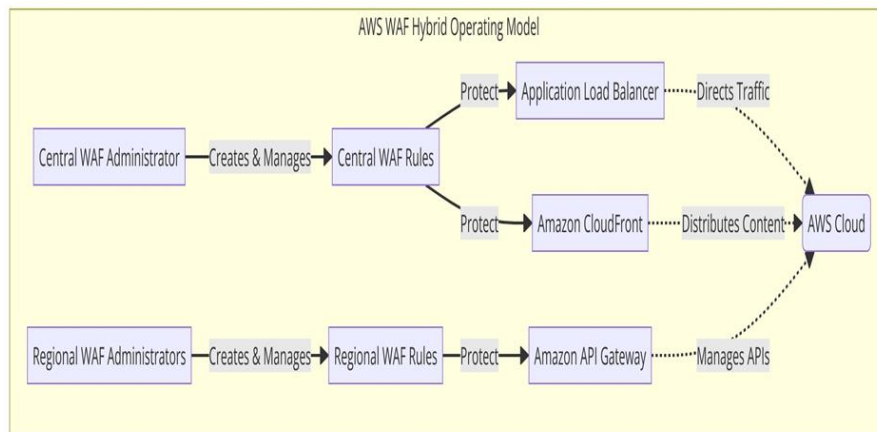 AWS WAF Hybrid Operating Model
Protect
Application Load Balancer
Directs Traffic
Central WAF Administrator
Creates & Manages
Central WAF Rules
Protect
Amazon CloudFront
Distributes Content
AWS Cloud
Regional WAF Administrators
Creates & Manages
Regional WAF Rules
Protect
Amazon API Gateway
Manages APIs